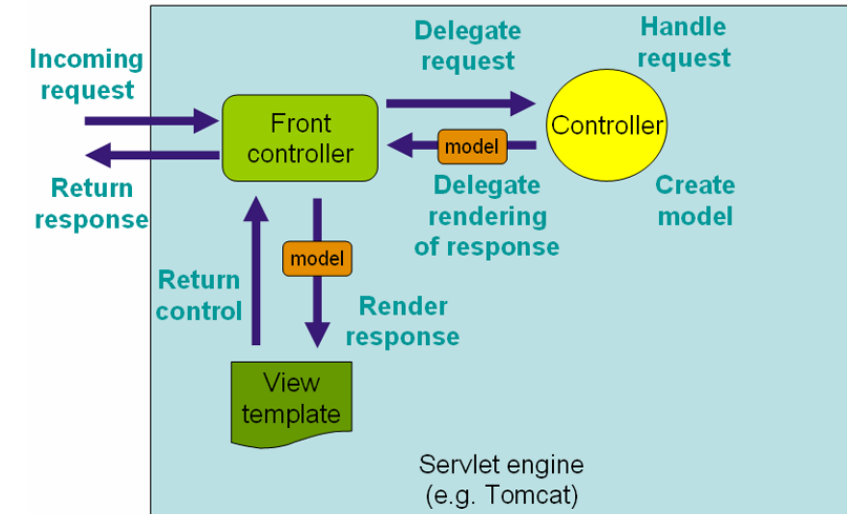 Incoming
request
Return
response
Front
controller
Delegate
request
Handle
request
Controller
model
Delegate
rendering
of response
Create
model
model
Return
control
Render
response
View
template
Servlet engine
(e.g. Tomcat)